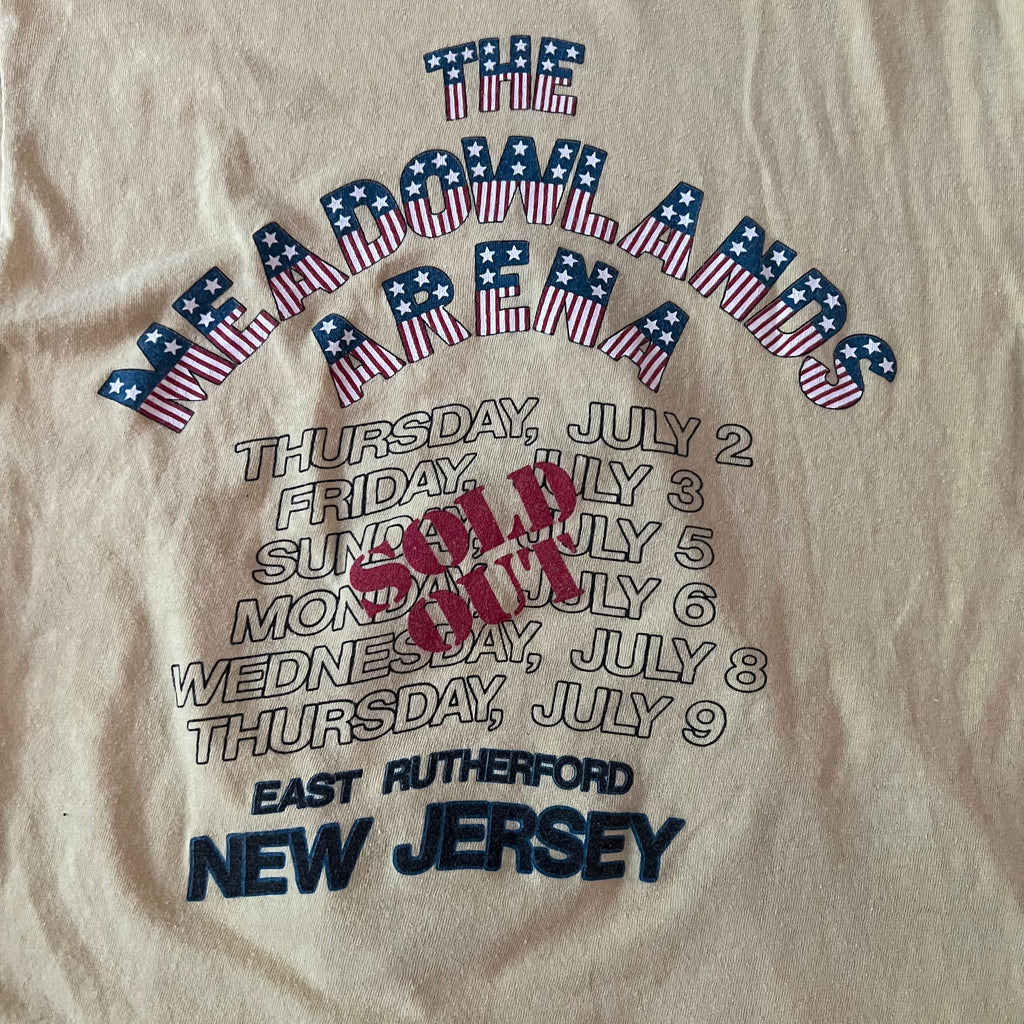 THE
MEADOWLANDS
ARENA
THURSDAY, JULY 2
FRIDAY, JULY 3
SUNDAY, JULY 5
MONDAY, JULY 6
WEDNESDAY, JULY 8
THURSDAY, JULY 9
SOLD
OUT
EAST RUTHERFORD
NEW JERSEY